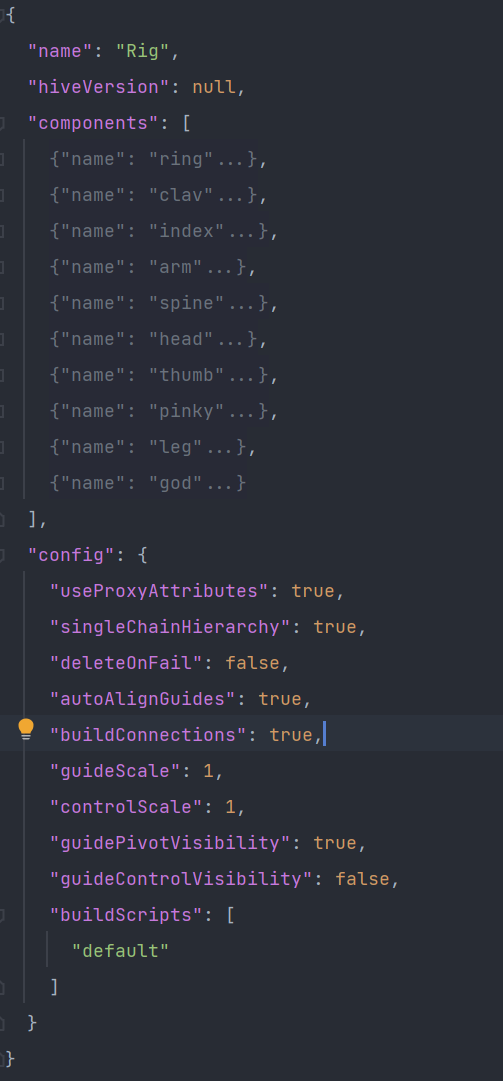 {
"name": "Rig",
"hiveVersion": null,
"components": [
{"name": "ring"...},
{"name": "clav"...},
{"name": "index"...},
{"name": "arm"...},
{"name": "spine"...},
{"name": "head"...},
{"name": "thumb"...},
{"name": "pinky"...},
{"name": "leg"...},
{"name": "god"...}
],
"config": {
"useProxyAttributes": true,
"singleChainHierarchy": true,
"deleteOnFail": false,
"autoAlignGuides": true,
"buildConnections": true,
"guideScale": 1,
"controlScale": 1,
"guidePivotVisibility": true,
"guideControlVisibility": false,
"buildScripts": [
"default"
]
}
}